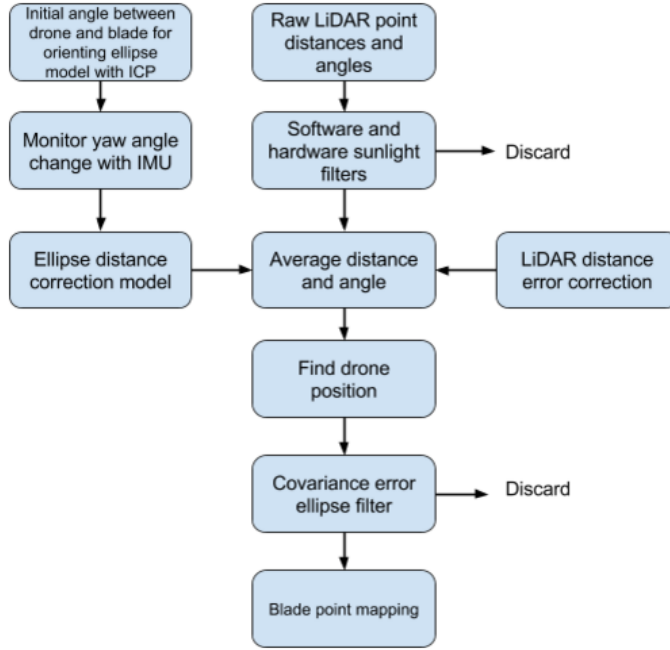 Initial angle between
drone and blade for
orienting ellipse
model with ICP
Raw LiDAR point
distances and
angles
Monitor yaw angle
change with IMU
Software and
hardware sunlight
filters
Discard
Ellipse distance
correction model
Average distance
and angle
LiDAR distance
error correction
Find drone
position
Covariance error
ellipse filter
Discard
Blade point mapping